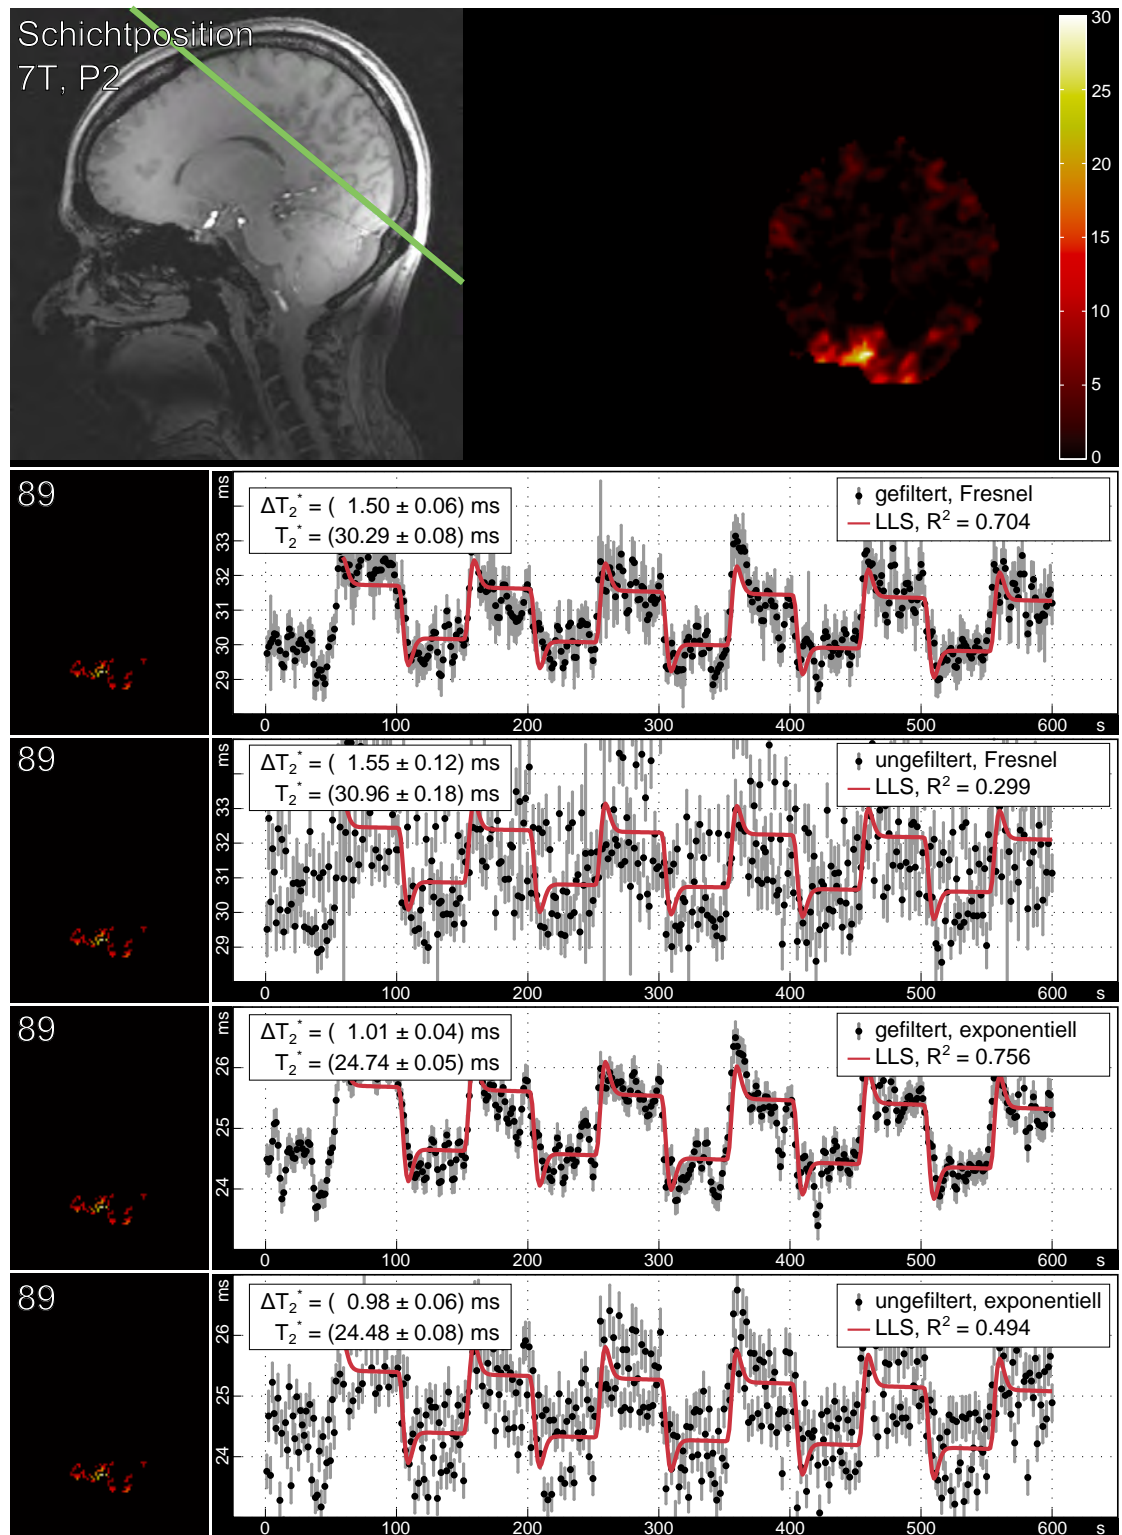 Schichtposition
7T, P2
30
25
20
15
10
5
0
89
ms
33
32
31
30
29
ΔT₂* = ( 1.50 ± 0.06) ms
T₂* = (30.29 ± 0.08) ms
gefiltert, Fresnel
LLS, R² = 0.704
0 100 200 300 400 500 600 s
89
ms
33
32
31
30
29
ΔT₂* = ( 1.55 ± 0.12) ms
T₂* = (30.96 ± 0.18) ms
ungefiltert, Fresnel
LLS, R² = 0.299
0 100 200 300 400 500 600 s
89
ms
26
25
24
ΔT₂* = ( 1.01 ± 0.04) ms
T₂* = (24.74 ± 0.05) ms
gefiltert, exponentiell
LLS, R² = 0.756
0 100 200 300 400 500 600 s
89
ms
26
25
24
ΔT₂* = ( 0.98 ± 0.06) ms
T₂* = (24.48 ± 0.08) ms
ungefiltert, exponentiell
LLS, R² = 0.494
0 100 200 300 400 500 600 s